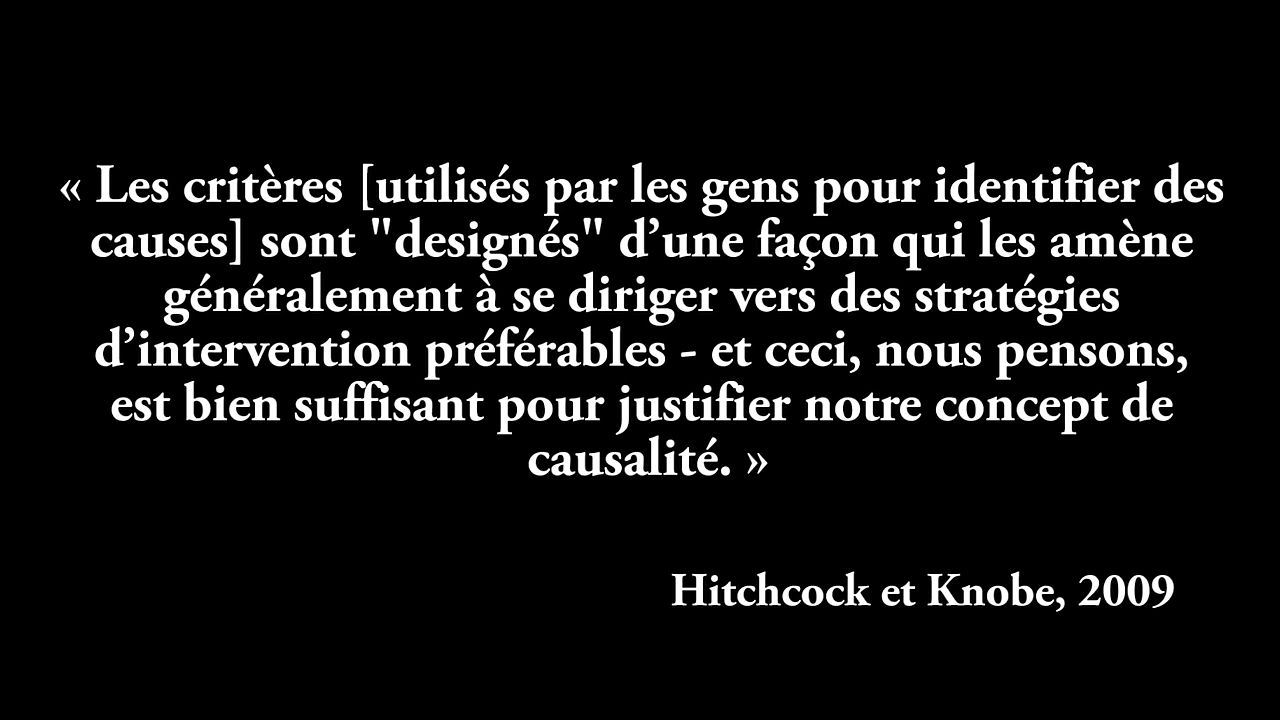 « Les critères [utilisés par les gens pour identifier des
causes] sont "designés" d’une façon qui les amène
généralement à se diriger vers des stratégies
d’intervention préférables - et ceci, nous pensons,
est bien suffisant pour justifier notre concept de
causalité. »
Hitchcock et Knobe, 2009